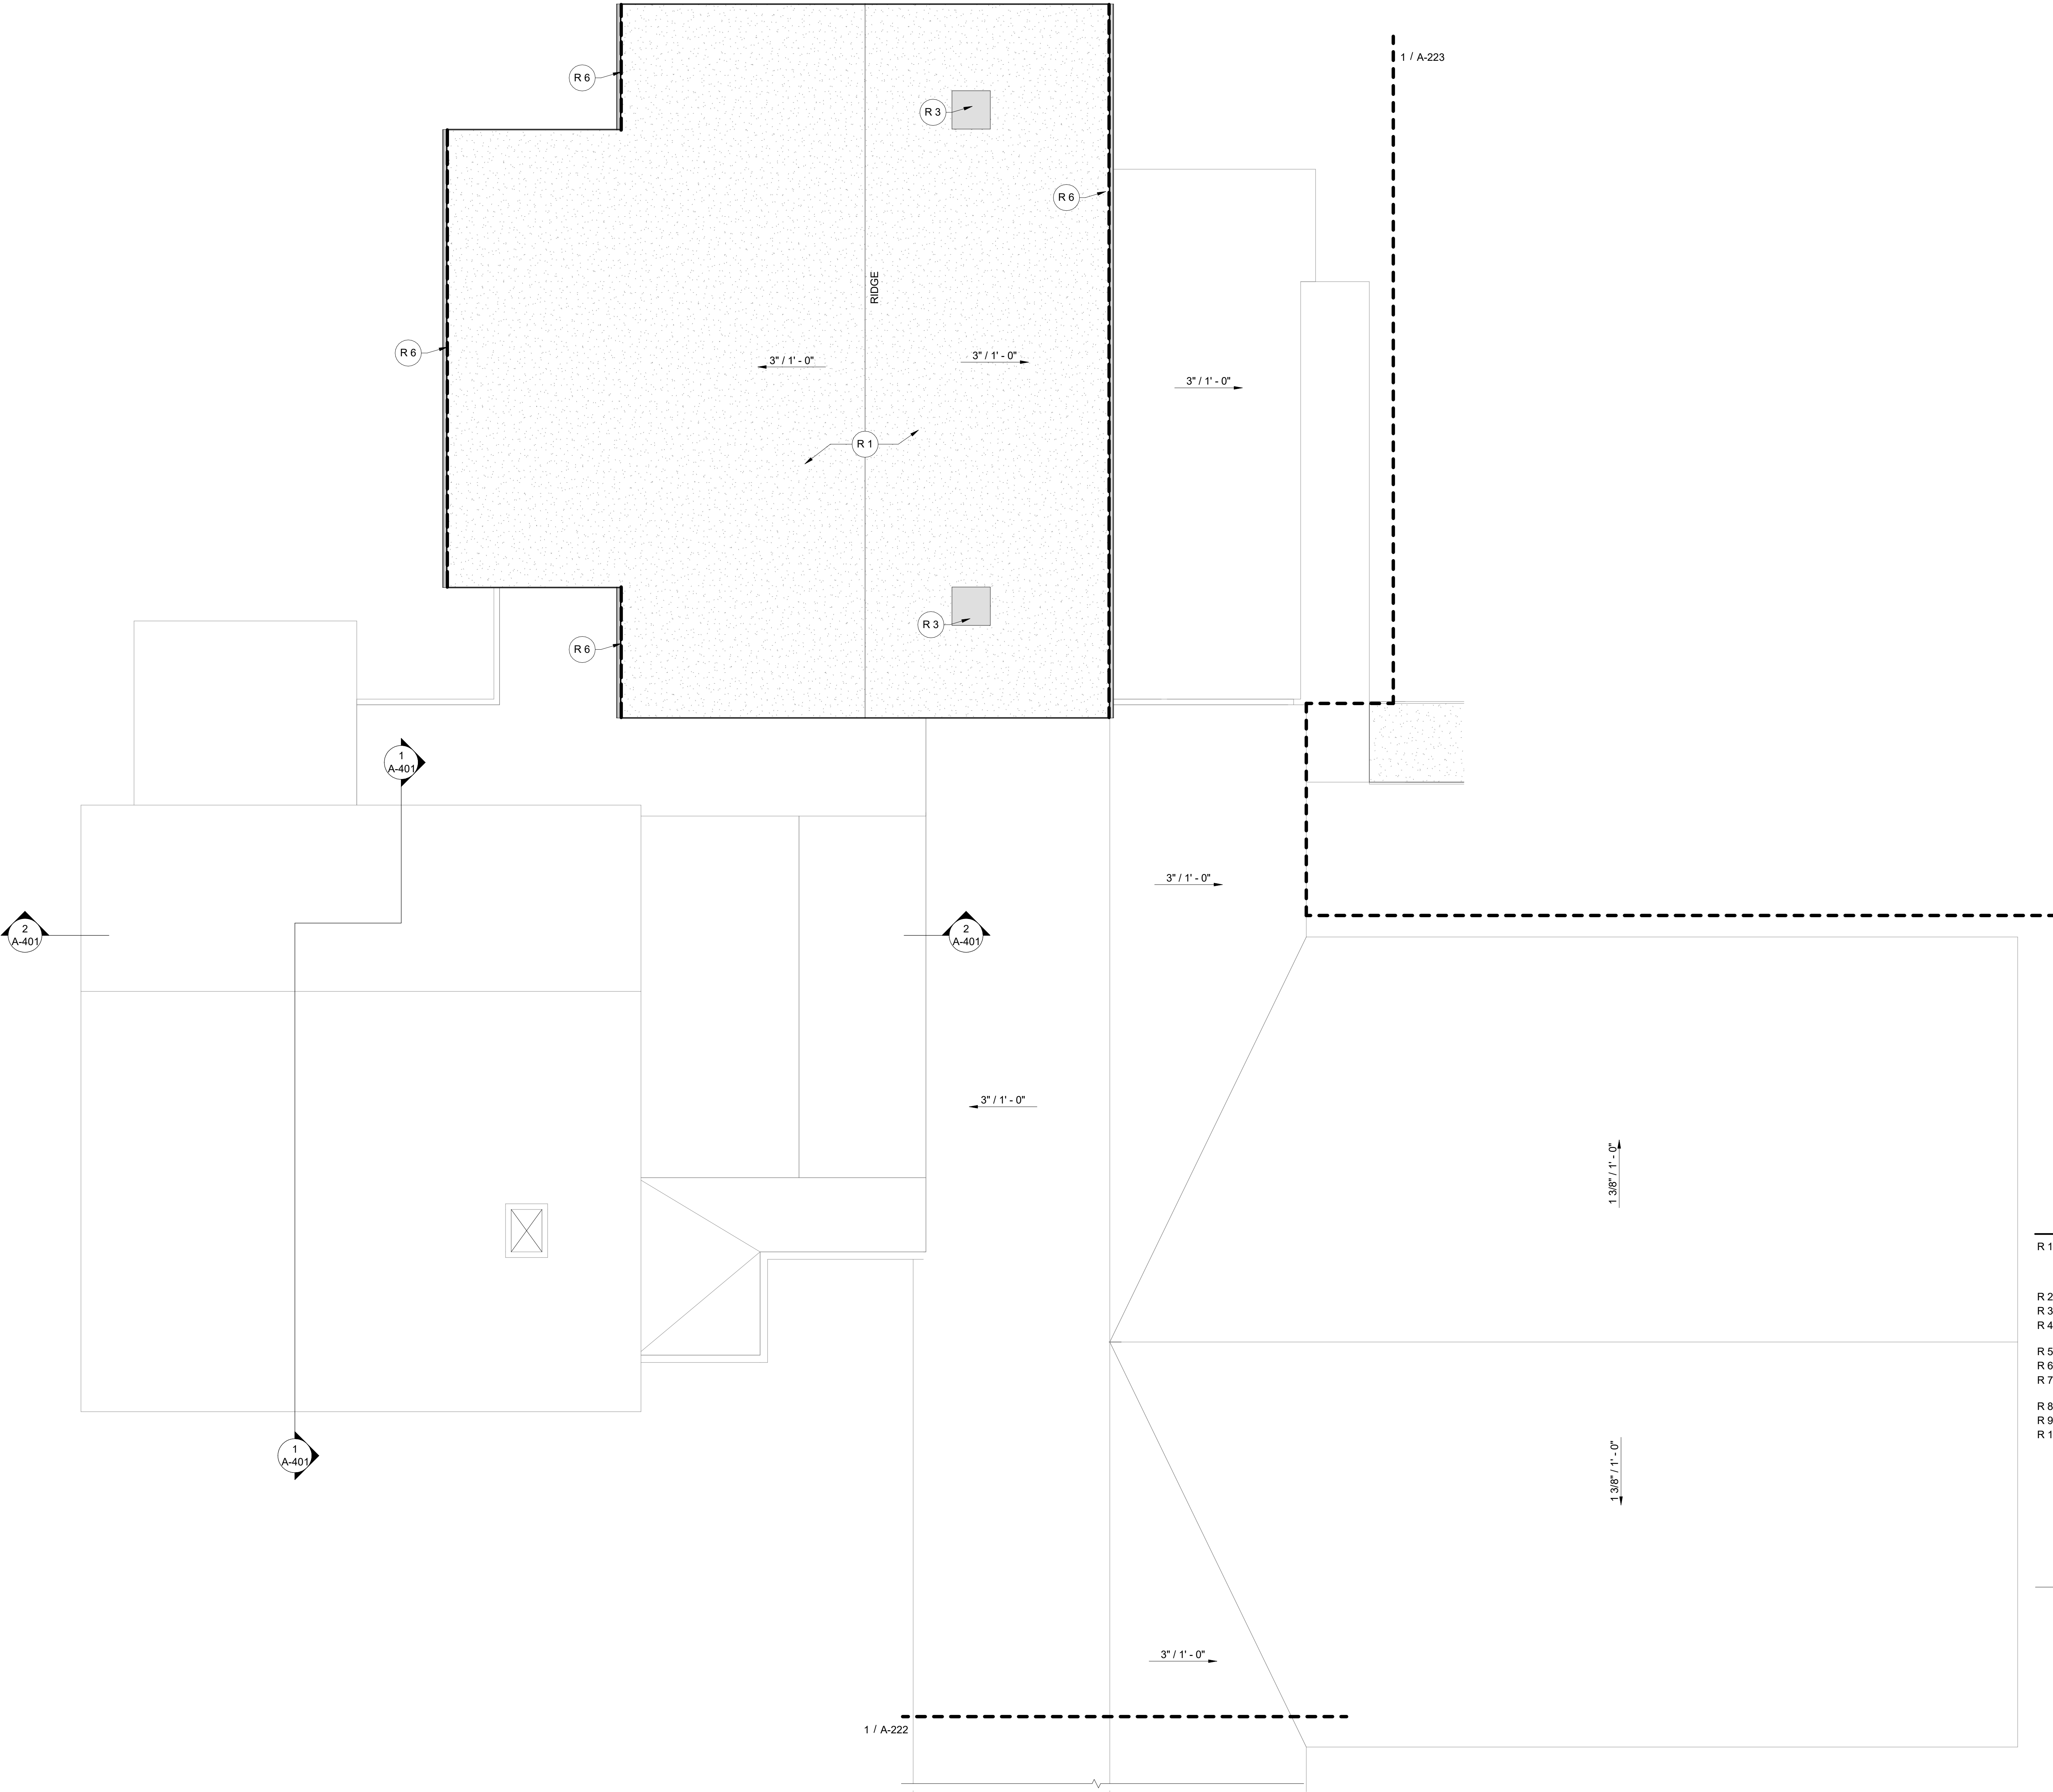 1 / A-223
R 6
R 3
R 6
RIDGE
R 6
3" / 1' - 0"
3" / 1' - 0"
3" / 1' - 0"
R 1
R 3
R 6
1
A-401
3" / 1' - 0"
2
A-401
2
A-401
3" / 1' - 0"
1 3/8" / 1' - 0"
R 1
R 2
R 3
R 4
R 5
R 6
R 7
R 8
R 9
R 1
1
A-401
1 3/8" / 1' - 0"
3" / 1' - 0"
1 / A-222